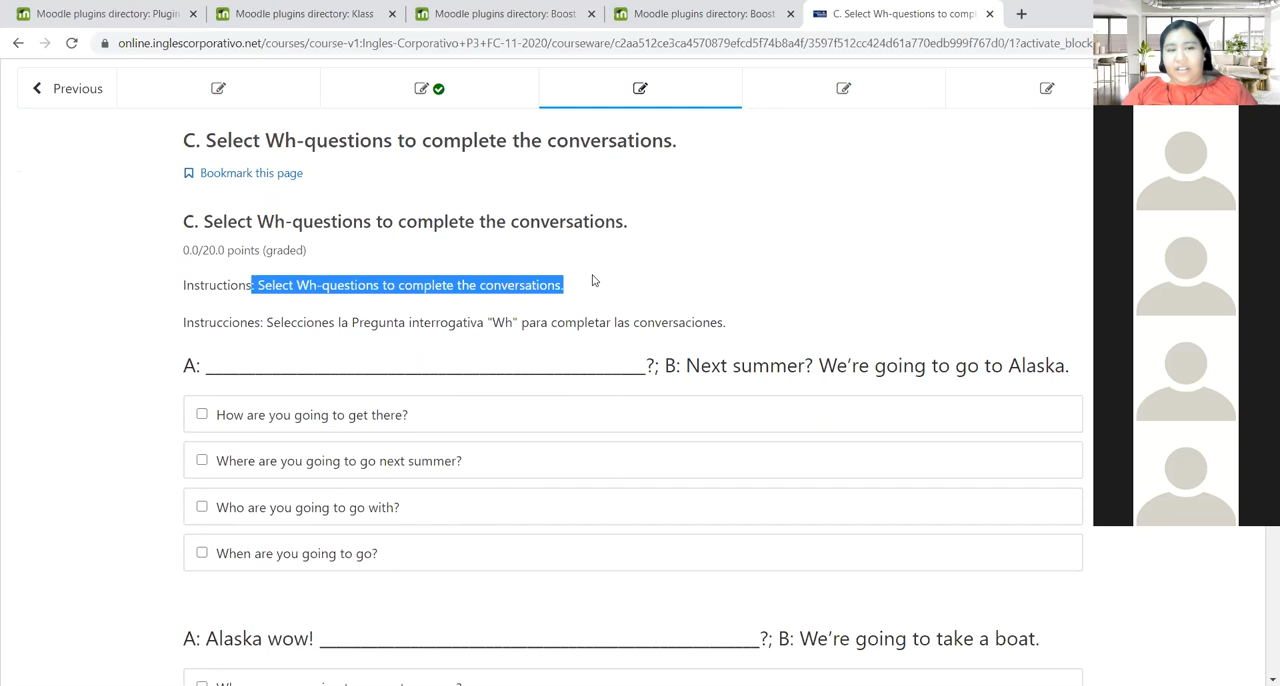 Moodle plugins directory: Plugin
Moodle plugins directory: Klass
Moodle plugins directory: Boost
Moodle plugins directory: Boost
C. Select Wh-questions to compl
online.inglescorporativo.net/courses/course-v1:Ingles-Corporativo+P3+FC-11-2020/courseware/c2aa512ce3ca4570879efcd5f74b8a4f/3597f512cc424d61a770edb999f767d0/1?activate_block
Previous
C. Select Wh-questions to complete the conversations.
Bookmark this page
C. Select Wh-questions to complete the conversations.
0.0/20.0 points (graded)
Instructions: Select Wh-questions to complete the conversations.
Instrucciones: Selecciones la Pregunta interrogativa "Wh" para completar las conversaciones.
A: ______________________________________________?; B: Next summer? We’re going to go to Alaska.
How are you going to get there?
Where are you going to go next summer?
Who are you going to go with?
When are you going to go?
A: Alaska wow! ______________________________________________?; B: We’re going to take a boat.